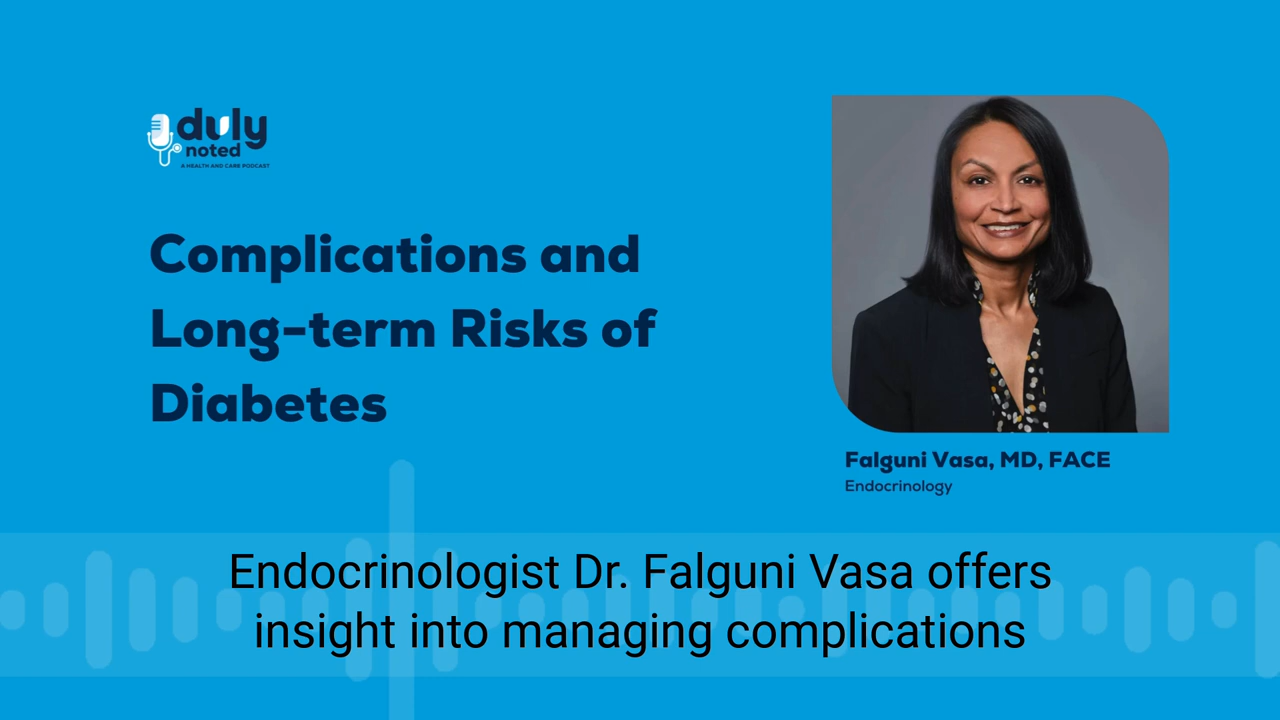 duly
noted
A HEALTH AND CARE PODCAST
Complications and
Long-term Risks of
Diabetes
Falguni Vasa, MD, FACE
Endocrinology
Endocrinologist Dr. Falguni Vasa offers
insight into managing complications